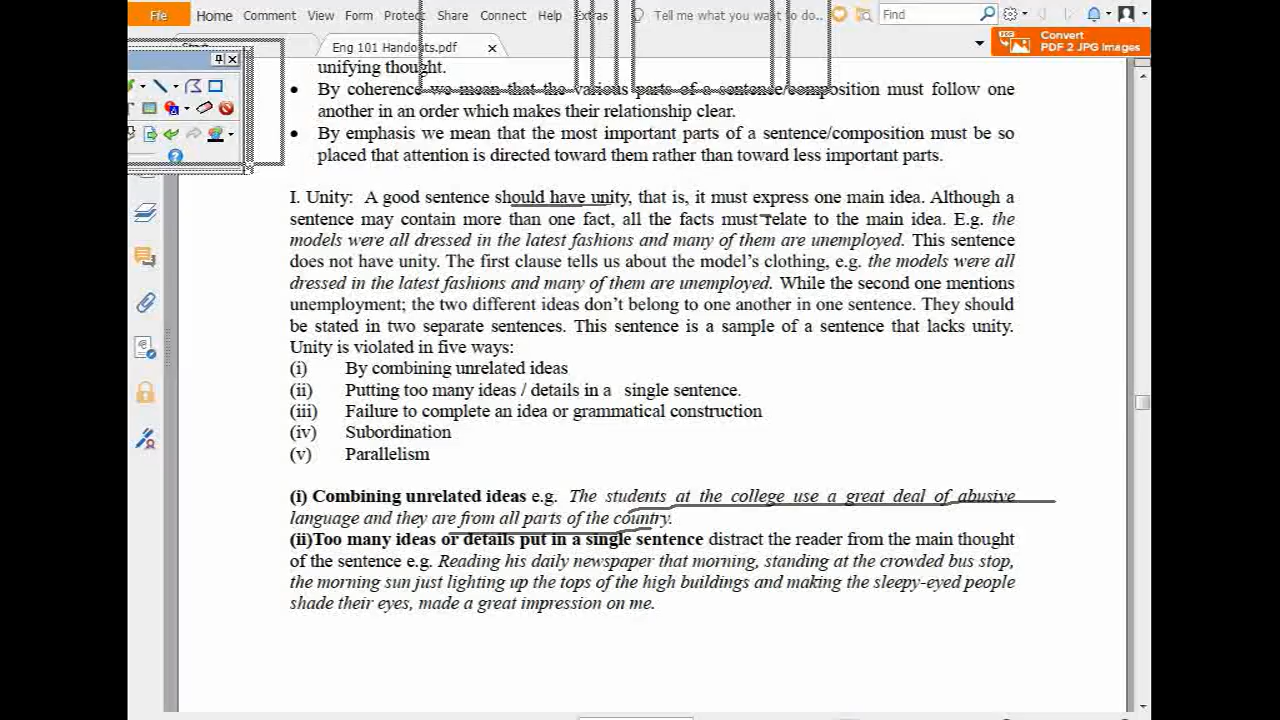 File Home Comment View Form Protect Share Connect Help Extras Tell me what you want to do.. Find
Eng 101 Handouts.pdf
Convert
PDF 2 JPG Images
unifying thought.
• By coherence we mean that the various parts of a sentence/composition must follow one
another in an order which makes their relationship clear.
• By emphasis we mean that the most important parts of a sentence/composition must be so
placed that attention is directed toward them rather than toward less important parts.
I. Unity: A good sentence should have unity, that is, it must express one main idea. Although a
sentence may contain more than one fact, all the facts must relate to the main idea. E.g. the
models were all dressed in the latest fashions and many of them are unemployed. This sentence
does not have unity. The first clause tells us about the model's clothing, e.g. the models were all
dressed in the latest fashions and many of them are unemployed. While the second one mentions
unemployment; the two different ideas don't belong to one another in one sentence. They should
be stated in two separate sentences. This sentence is a sample of a sentence that lacks unity.
Unity is violated in five ways:
(i) By combining unrelated ideas
(ii) Putting too many ideas / details in a single sentence.
(iii) Failure to complete an idea or grammatical construction
(iv) Subordination
(v) Parallelism
(i) Combining unrelated ideas e.g. The students at the college use a great deal of abusive
language and they are from all parts of the country.
(ii)Too many ideas or details put in a single sentence distract the reader from the main thought
of the sentence e.g. Reading his daily newspaper that morning, standing at the crowded bus stop,
the morning sun just lighting up the tops of the high buildings and making the sleepy-eyed people
shade their eyes, made a great impression on me.